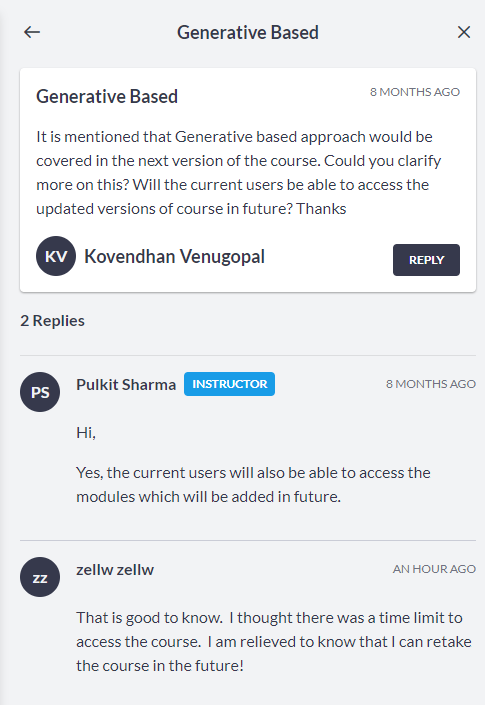 Generative Based
Generative Based
8 MONTHS AGO
It is mentioned that Generative based approach would be
covered in the next version of the course. Could you clarify
more on this? Will the current users be able to access the
updated versions of course in future? Thanks
KV
Kovendhan Venugopal
REPLY
2 Replies
PS
Pulkit Sharma
INSTRUCTOR
8 MONTHS AGO
Hi,
Yes, the current users will also be able to access the
modules which will be added in future.
zz
zellw zellw
AN HOUR AGO
That is good to know.  I thought there was a time limit to
access the course.  I am relieved to know that I can retake
the course in the future!